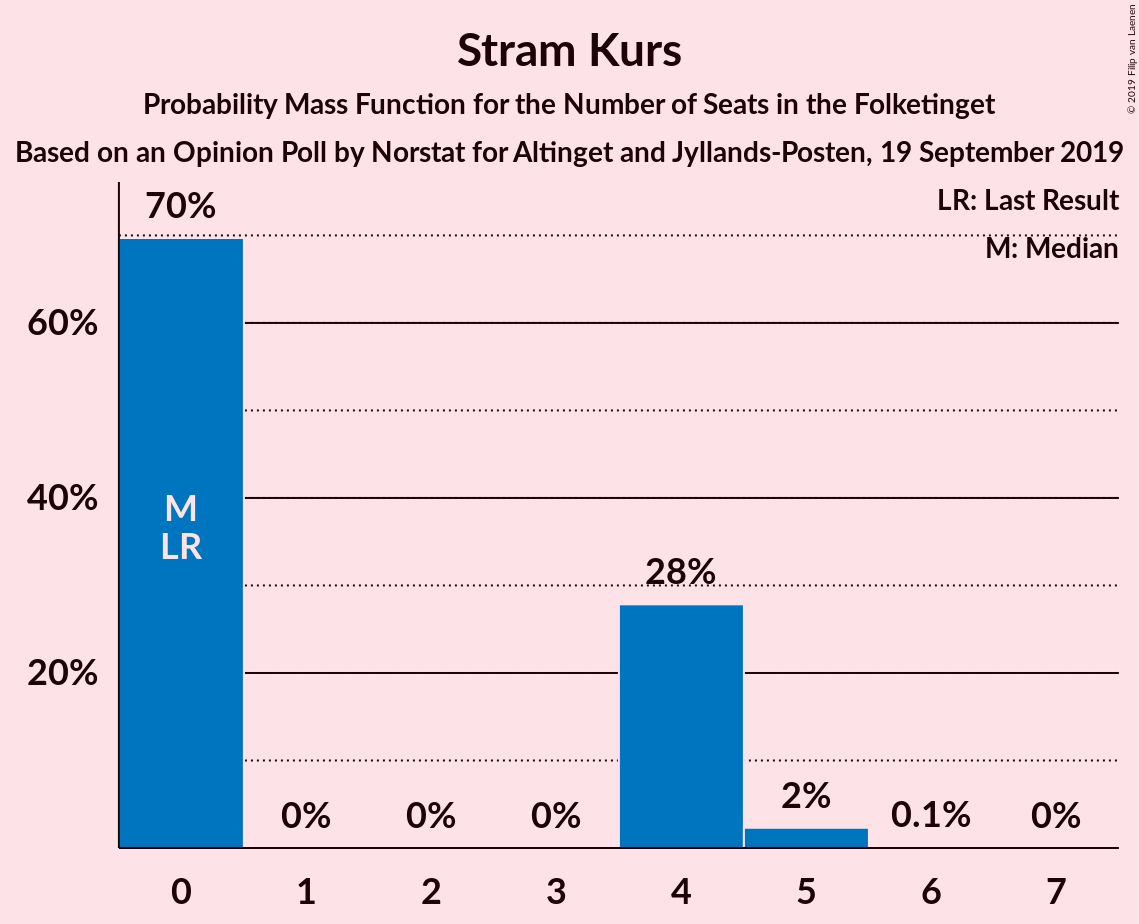 Stram Kurs
Probability Mass Function for the Number of Seats in the Folketinget
Based on an Opinion Poll by Norstat for Altinget and Jyllands-Posten, 19 September 2019
© 2019 Filip van Laenen
LR: Last Result
M: Median
70%
60%
40%
20%
M
LR
0%
0%
0%
28%
2%
0.1%
0%
0 1 2 3 4 5 6 7